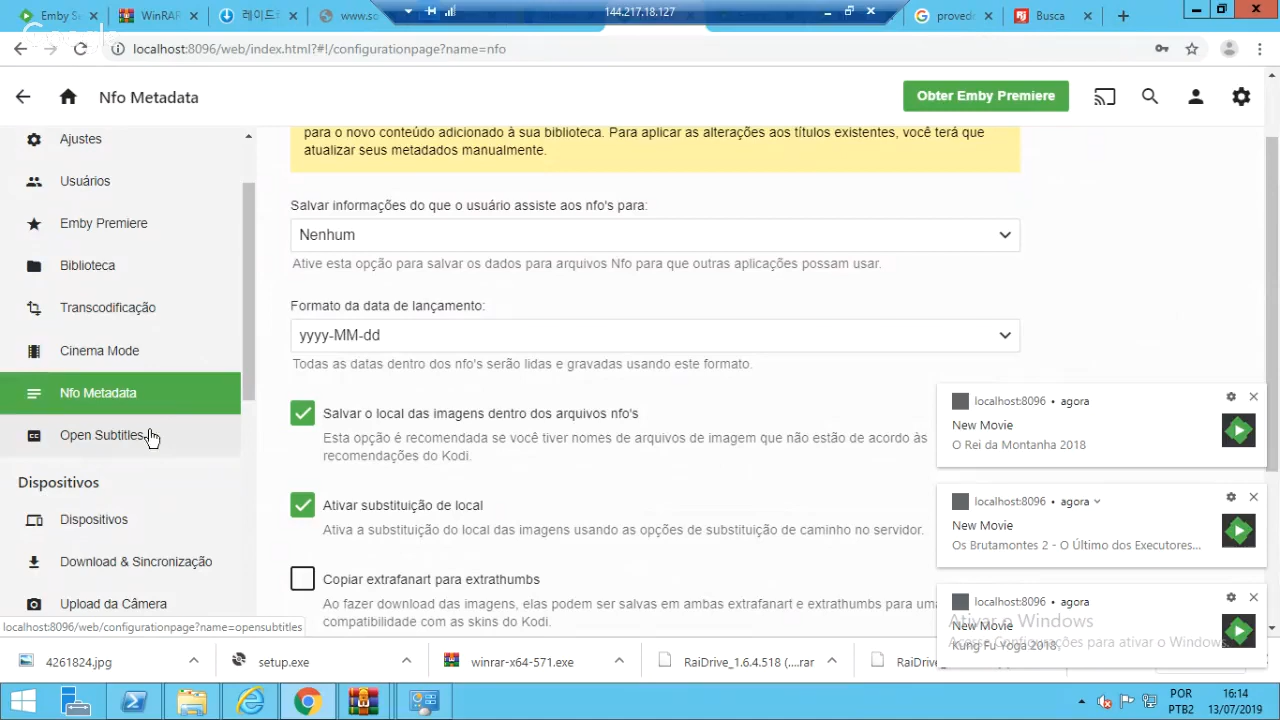 Emby Se
WinRAR
레이드
www.sc
144.217.18.127
provede
Busca
localhost:8096/web/index.html?#!/configurationpage?name=nfo
Nfo Metadata
Obter Emby Premiere
Ajustes
Usuários
Emby Premiere
Biblioteca
Transcodificação
Cinema Mode
Nfo Metadata
Open Subtitles
Dispositivos
Dispositivos
Download & Sincronização
Upload da Câmera
localhost:8096/web/configurationpage?name=opensubtitles
para o novo conteúdo adicionado à sua biblioteca. Para aplicar as alterações aos títulos existentes, você terá que
atualizar seus metadados manualmente.
Salvar informações do que o usuário assiste aos nfo's para:
Nenhum
Ative esta opção para salvar os dados para arquivos Nfo para que outras aplicações possam usar.
Formato da data de lançamento:
yyyy-MM-dd
Todas as datas dentro dos nfo's serão lidas e gravadas usando este formato.
Salvar o local das imagens dentro dos arquivos nfo's
Esta opção é recomendada se você tiver nomes de arquivos de imagem que não estão de acordo às
recomendações do Kodi.
Ativar substituição de local
Ativa a substituição do local das imagens usando as opções de substituição de caminho no servidor.
Copiar extrafanart para extrathumbs
Ao fazer download das imagens, elas podem ser salvas em ambas extrafanart e extrathumbs para uma
compatibilidade com as skins do Kodi.
localhost:8096 • agora
New Movie
O Rei da Montanha 2018
localhost:8096 • agora
New Movie
Os Brutamontes 2 - O Último dos Executores...
localhost:8096 • agora
New Movie
Kung Fu Yoga 2018
Ativar o Windows
Acesse Configurações para ativar o Windows.
4261824.jpg
setup.exe
winrar-x64-571.exe
RaiDrive_1.6.4.518 (....rar
RaiDrive_1
POR
PTB2
16:14
13/07/2019